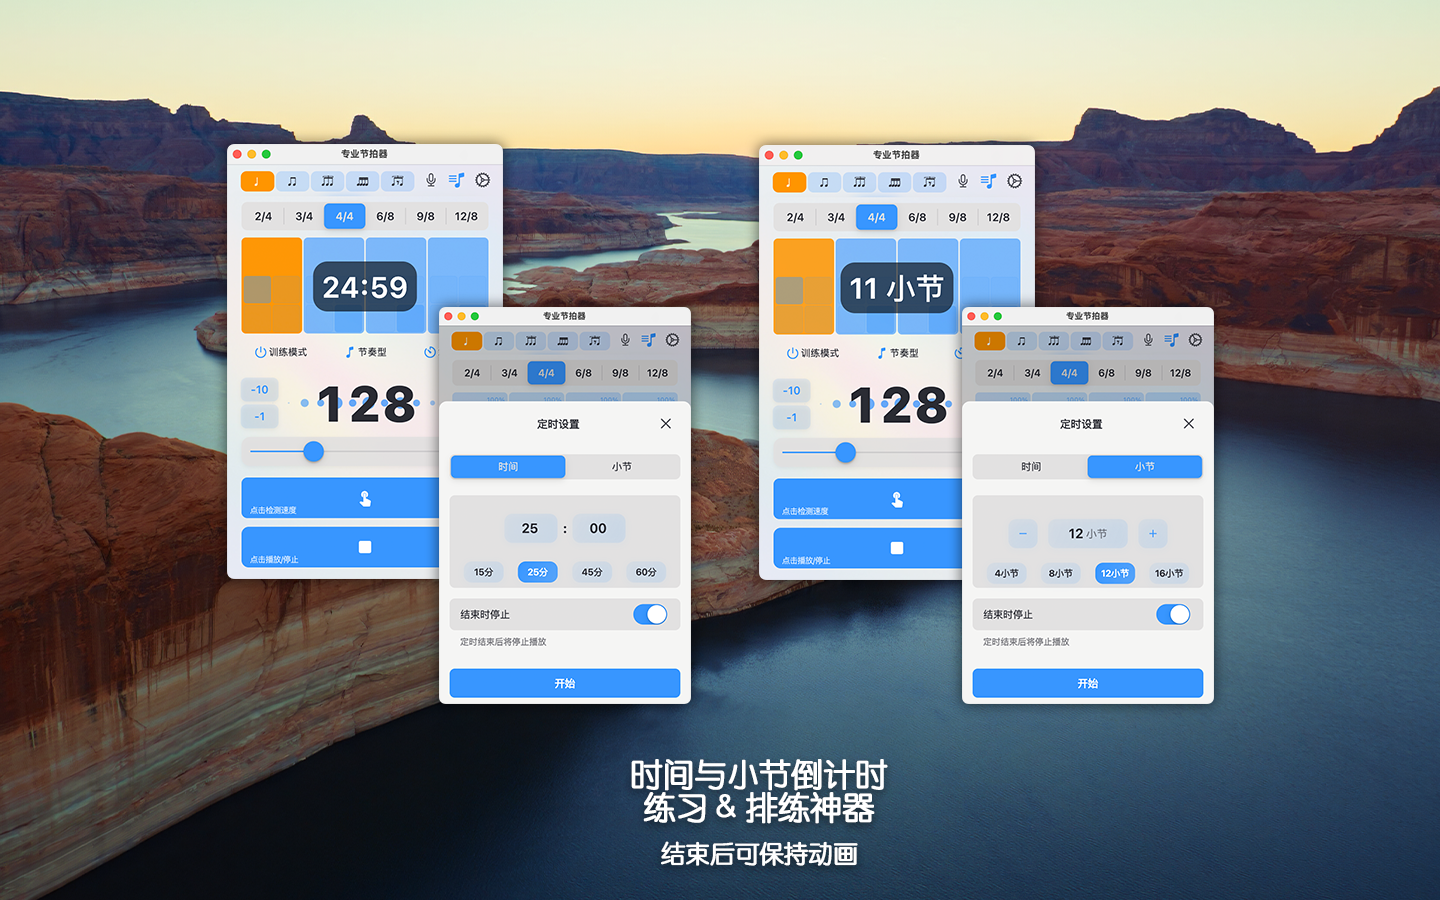 专业节拍器
2/4 3/4 4/4 6/8 9/8 12/8
24:59
训练模式 节奏型
-10
-1
128
点击检测速度
点击播放/停止
专业节拍器
2/4 3/4 4/4 6/8 9/8 12/8
100% 100% 100% 100%
定时设置
时间 小节
25 : 00
15分 25分 45分 60分
结束时停止
定时结束后将停止播放
开始
专业节拍器
2/4 3/4 4/4 6/8 9/8 12/8
11 小节
训练模式 节奏型
-10
-1
128
点击检测速度
点击播放/停止
专业节拍器
2/4 3/4 4/4 6/8 9/8 12/8
100% 100% 100% 100%
定时设置
时间 小节
− 12 小节 +
4小节 8小节 12小节 16小节
结束时停止
定时结束后将停止播放
开始
时间与小节倒计时
练习 & 排练神器
结束后可保持动画